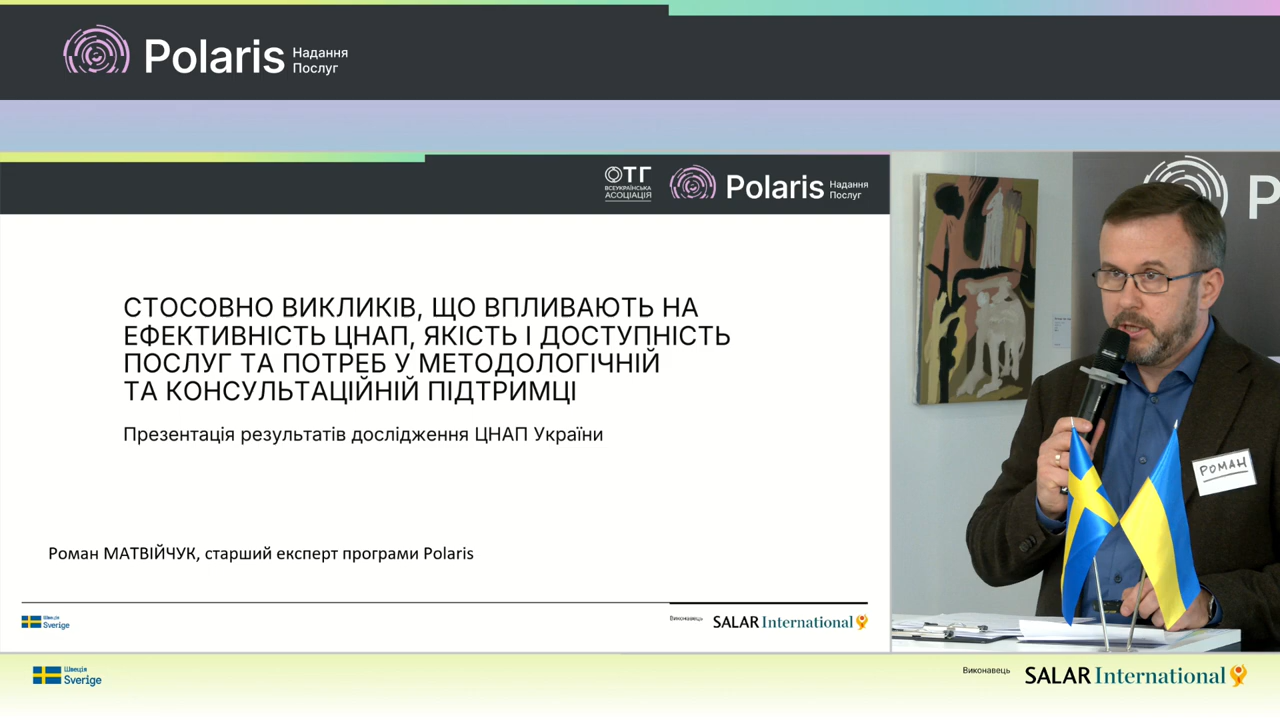 Polaris Надання
Послуг
ОТГ
ВСЕУКРАЇНСЬКА
АСОЦІАЦІЯ
Polaris Надання
Послуг
P
СТОСОВНО ВИКЛИКІВ, ЩО ВПЛИВАЮТЬ НА
ЕФЕКТИВНІСТЬ ЦНАП, ЯКІСТЬ І ДОСТУПНІСТЬ
ПОСЛУГ ТА ПОТРЕБ У МЕТОДОЛОГІЧНІЙ
ТА КОНСУЛЬТАЦІЙНІЙ ПІДТРИМЦІ
Презентація результатів дослідження ЦНАП України
РОМАН
Роман МАТВІЙЧУК, старший експерт програми Polaris
Швеція
Sverige
Виконавець
SALAR International
Швеція
Sverige
Виконавець
SALAR International